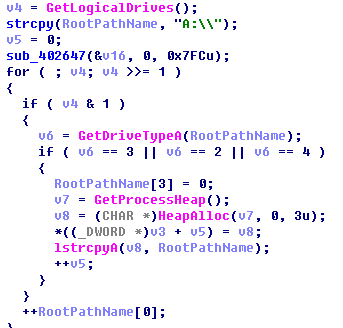 v4 = GetLogicalDrives();
strcpy(RootPathName, "A:\\");
v5 = 0;
sub_402647(&v16, 0, 0x7FCu);
for ( ; v4; v4 >>= 1 )
{
if ( v4 & 1 )
{
v6 = GetDriveTypeA(RootPathName);
if ( v6 == 3 || v6 == 2 || v6 == 4 )
{
RootPathName[3] = 0;
v7 = GetProcessHeap();
v8 = (CHAR *)HeapAlloc(v7, 0, 3u);
*((_DWORD *)v3 + v5) = v8;
lstrcpyA(v8, RootPathName);
++v5;
}
}
++RootPathName[0];
}